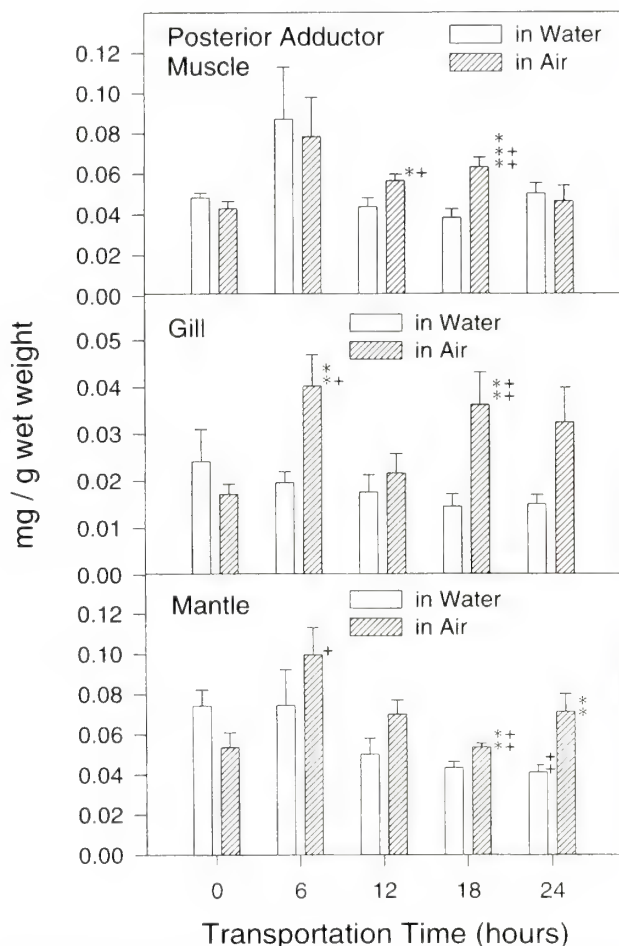 Posterior Adductor
Muscle
in Water
in Air
0.12
0.10
0.08
0.06
0.04
0.02
0.00
*
*+
*+
*+
Gill
in Water
in Air
0.05
0.04
0.03
0.02
0.01
0.00
*
*+
*+
*+
mg / g wet weight
Mantle
in Water
in Air
0.12
0.10
0.08
0.06
0.04
0.02
0.00
+
*+
*+
+
+
*
*
0 6 12 18 24
Transportation Time (hours)